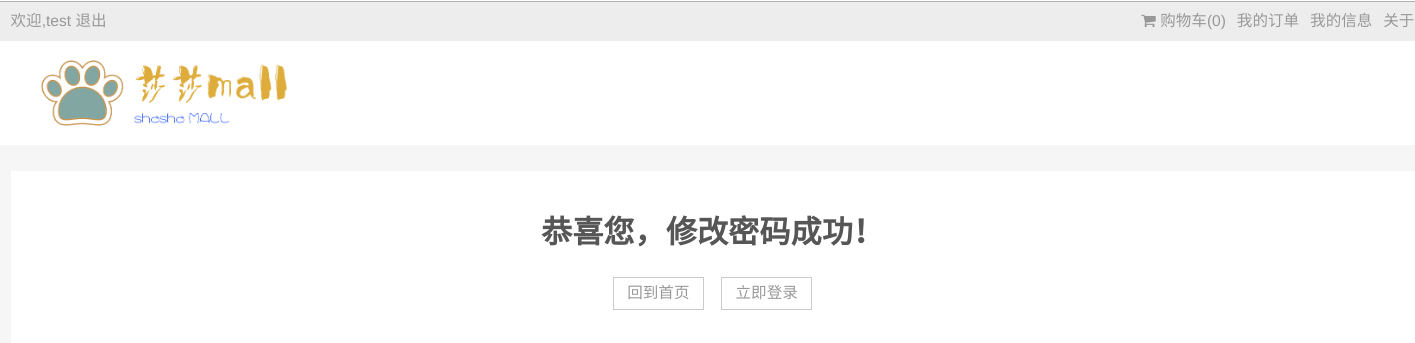 欢迎,test 退出
购物车(0) 我的订单 我的信息 关于
莎莎mall
shasha MALL
恭喜您，修改密码成功！
回到首页 立即登录